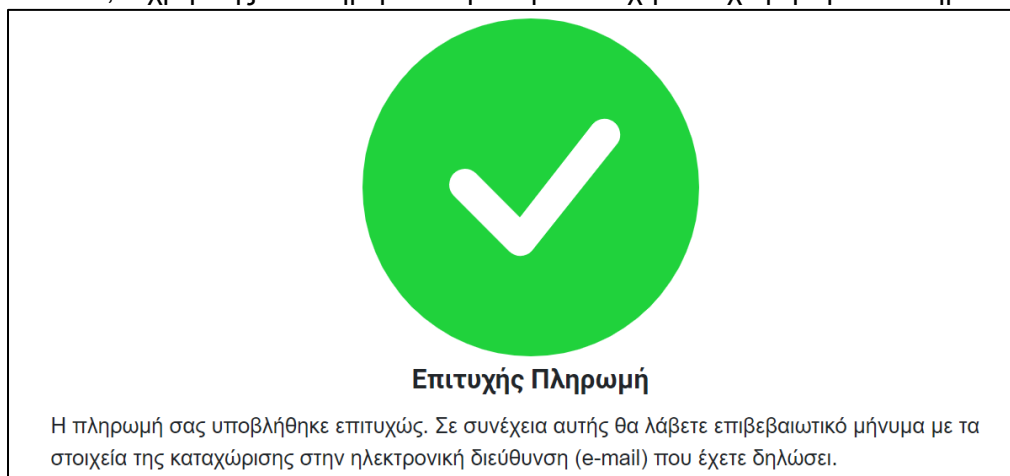 Επιτυχής Πληρωμή
Η πληρωμή σας υποβλήθηκε επιτυχώς. Σε συνέχεια αυτής θα λάβετε επιβεβαιωτικό μήνυμα με τα
στοιχεία της καταχώρισης στην ηλεκτρονική διεύθυνση (e-mail) που έχετε δηλώσει.